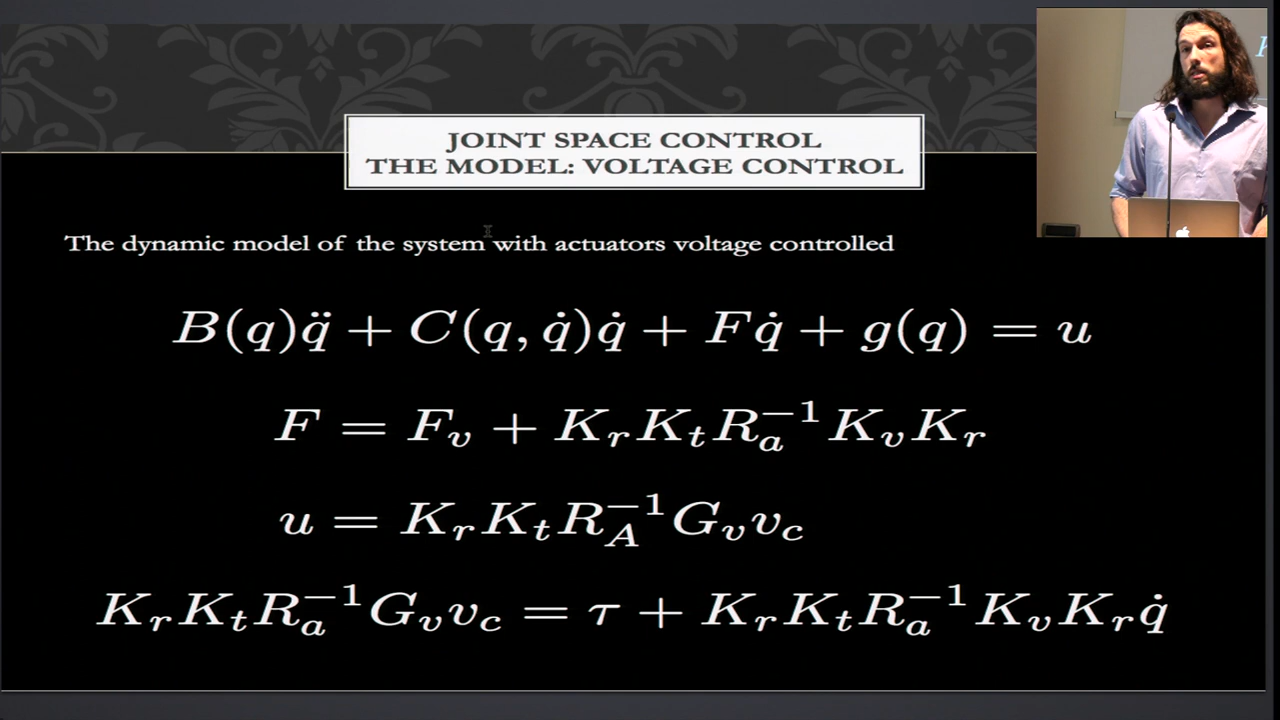 JOINT SPACE CONTROL
THE MODEL: VOLTAGE CONTROL
The dynamic model of the system with actuators voltage controlled
B(q)q̈ + C(q, q̇)q̇ + Fq̇ + g(q) = u
F = F_v + K_r K_t R_a^{-1} K_v K_r
u = K_r K_t R_A^{-1} G_v v_c
K_r K_t R_a^{-1} G_v v_c = τ + K_r K_t R_a^{-1} K_v K_r q̇